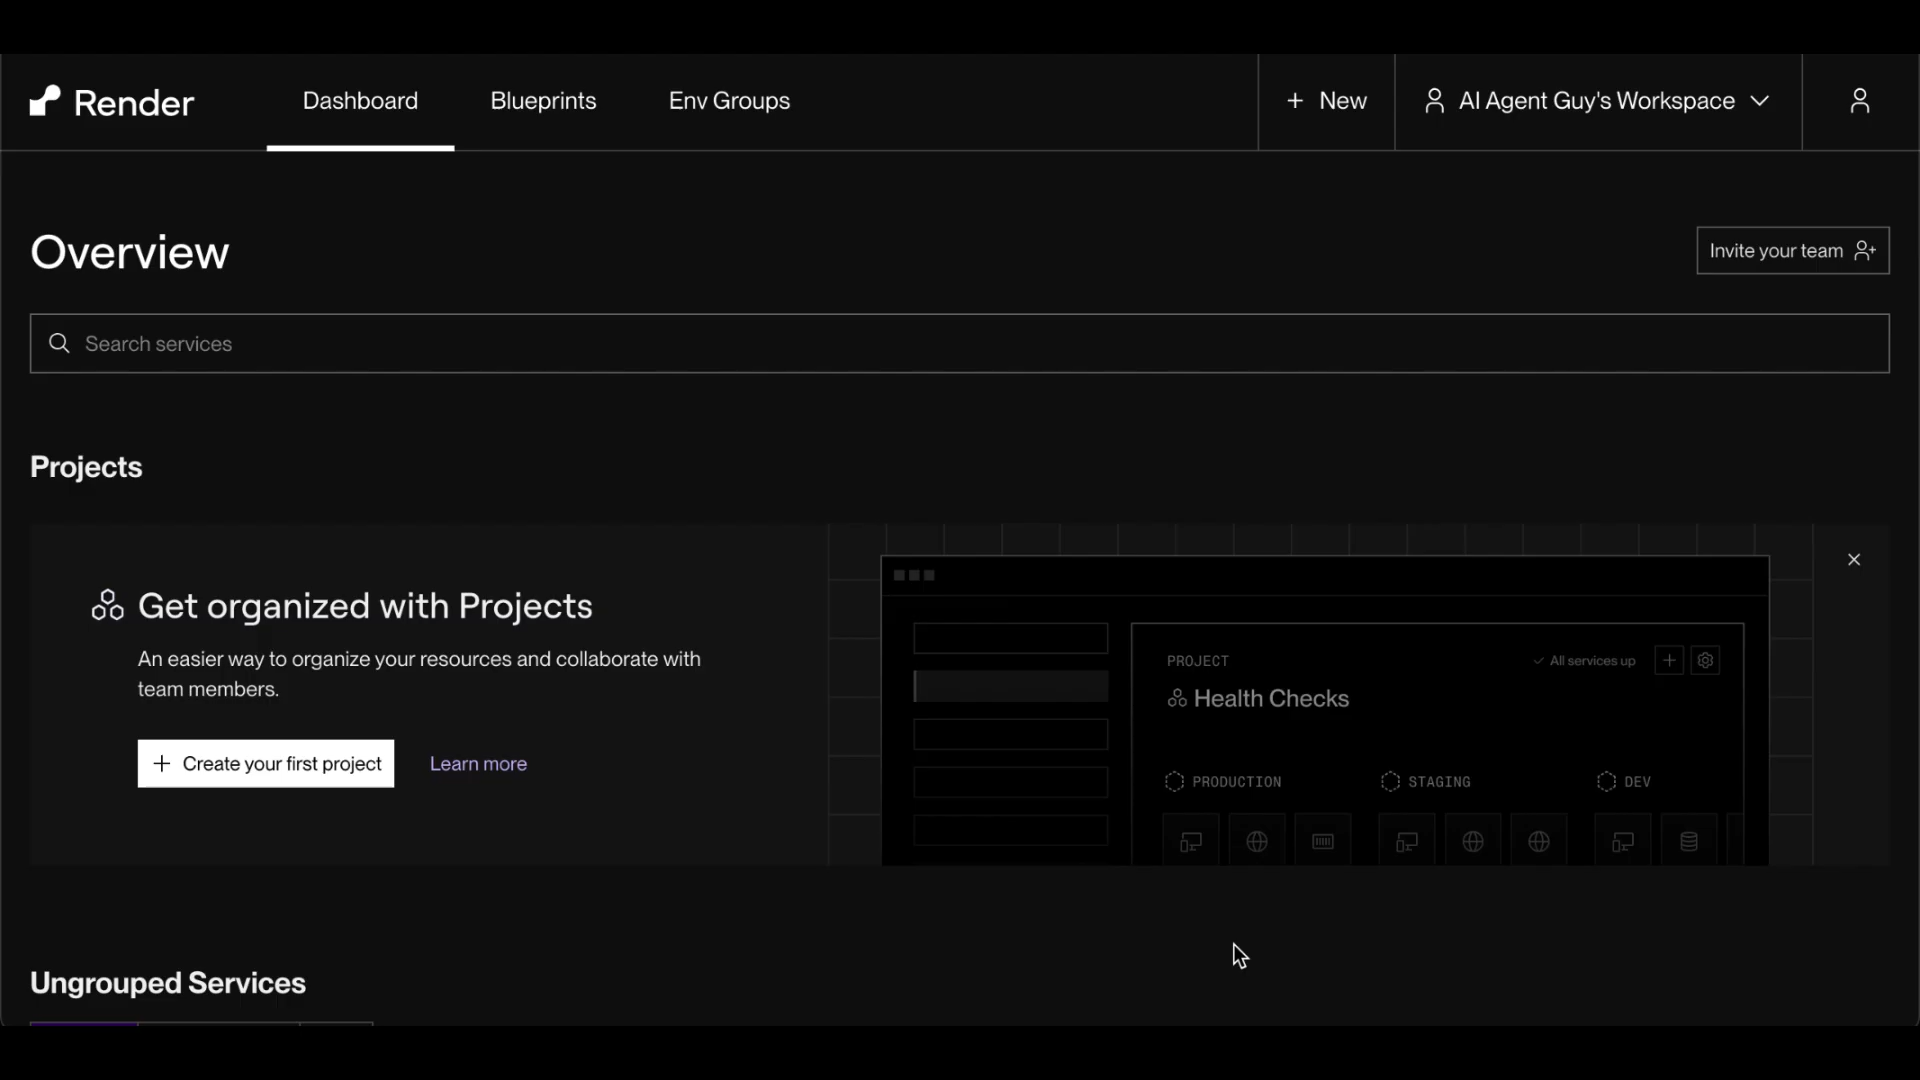 Render
Dashboard
Blueprints
Env Groups
+ New
AI Agent Guy's Workspace
Overview
Invite your team
Search services
Projects
Get organized with Projects
An easier way to organize your resources and collaborate with
team members.
+ Create your first project
Learn more
PROJECT
All services up
Health Checks
PRODUCTION
STAGING
DEV
Ungrouped Services